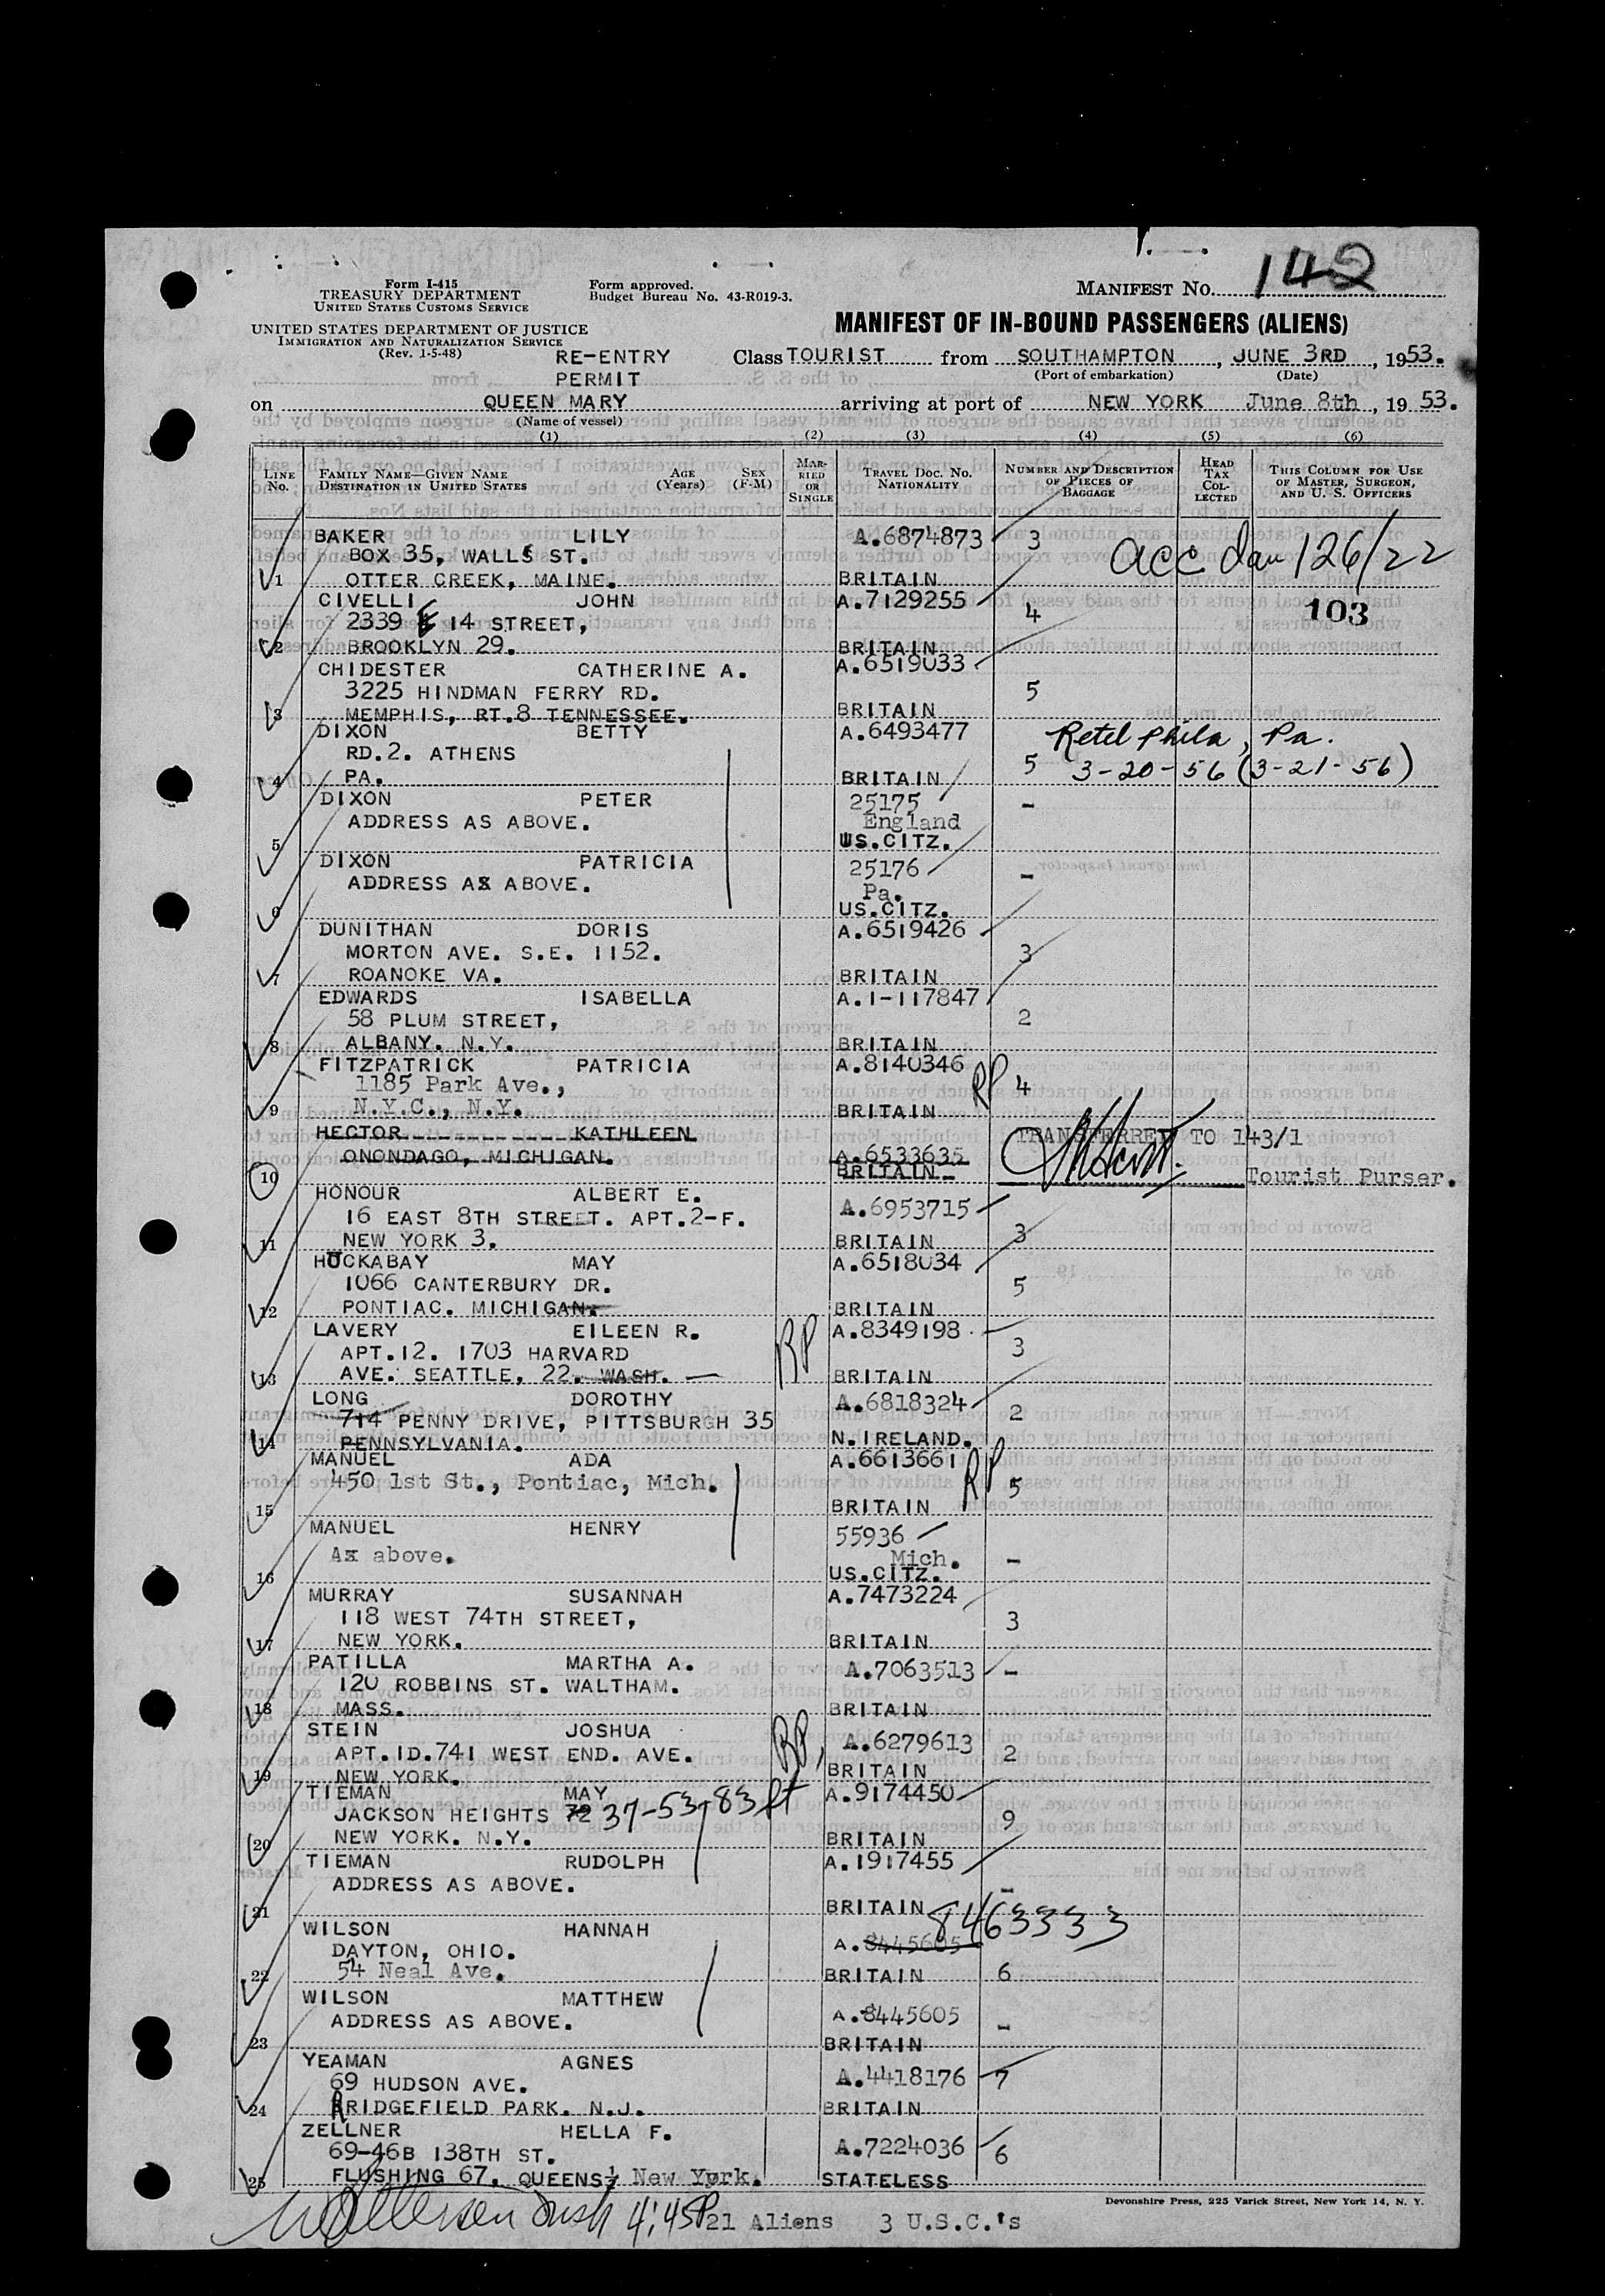 142
Form I-415
TREASURY DEPARTMENT
UNITED STATES CUSTOMS SERVICE
Form approved.
Budget Bureau No. 43-R019-3.
MANIFEST NO. 142
UNITED STATES DEPARTMENT OF JUSTICE
IMMIGRATION AND NATURALIZATION SERVICE
(Rev. 1-5-48)
MANIFEST OF IN-BOUND PASSENGERS (ALIENS)
RE-ENTRY PERMIT
Class TOURIST from SOUTHAMPTON, JUNE 3RD, 1953.
(Port of embarkation) (Date)
on QUEEN MARY arriving at port of NEW YORK June 8th, 1953.
(Name of vessel)
(1) (2) (3) (4) (5) (6)
LINE NO. FAMILY NAME—GIVEN NAME DESTINATION IN UNITED STATES AGE (Years) SEX (F-M) MARRIED OR SINGLE TRAVEL DOC. NO. NATIONALITY NUMBER AND DESCRIPTION OF PIECES OF BAGGAGE HEAD TAX COLLECTED THIS COLUMN FOR USE OF MASTER, SURGEON, AND U. S. OFFICERS
BAKER LILY A.6874873 3
BOX 35, WALLS ST. acc Jan 126/22
1 OTTER CREEK, MAINE. BRITAIN
CIVELLI JOHN A.7129255 4 103
2339 E 14 STREET,
2 BROOKLYN 29. BRITAIN
CHIDESTER CATHERINE A. A.6519033
3225 HINDMAN FERRY RD. 5
3 MEMPHIS, RT.8 TENNESSEE. BRITAIN
DIXON BETTY A.6493477 Retel Phila, Pa.
RD.2. ATHENS
4 PA. BRITAIN 5 3-20-56 (3-21-56)
DIXON PETER 25175 -
ADDRESS AS ABOVE. England
5 US.CITZ.
DIXON PATRICIA 25176 -
ADDRESS AS ABOVE. Pa.
6 US.CITZ.
DUNITHAN DORIS A.6519426
MORTON AVE. S.E. 1152. 3
7 ROANOKE VA. BRITAIN
EDWARDS ISABELLA A.1-117847
58 PLUM STREET, 2
8 ALBANY. N.Y. BRITAIN
FITZPATRICK PATRICIA A.8140346
1185 Park Ave., RP 4
9 N.Y.C., N.Y. BRITAIN
HECTOR KATHLEEN TRANSFERRED TO 143/1
ONONDAGO, MICHIGAN. A.6533635
10 BRITAIN Tourist Purser.
HONOUR ALBERT E. A.6953715
16 EAST 8TH STREET. APT.2-F.
11 NEW YORK 3. BRITAIN 3
HUCKABAY MAY A.6518034
1066 CANTERBURY DR. 5
12 PONTIAC. MICHIGAN. BRITAIN
LAVERY EILEEN R. RP A.8349198
APT.12. 1703 HARVARD 3
13 AVE. SEATTLE, 22. WASH. BRITAIN
LONG DOROTHY A.6818324
714 PENNY DRIVE, PITTSBURGH 35 2
14 PENNSYLVANIA. N.IRELAND.
MANUEL ADA A.6613661
450 1st St., Pontiac, Mich. RP 5
15 BRITAIN
MANUEL HENRY 55936
As above. Mich. -
16 US.CITZ.
MURRAY SUSANNAH A.7473224
118 WEST 74TH STREET, 3
17 NEW YORK. BRITAIN
PATILLA MARTHA A. A.7063513 -
120 ROBBINS ST. WALTHAM.
18 MASS. BRITAIN
STEIN JOSHUA RP, A.6279613
APT.1D.741 WEST END. AVE. 2
19 NEW YORK. BRITAIN
TIEMAN MAY A.9174450
JACKSON HEIGHTS 72 37-53-83 St 9
20 NEW YORK. N.Y. BRITAIN
TIEMAN RUDOLPH A.1917455
ADDRESS AS ABOVE. -
21 BRITAIN
WILSON HANNAH 8463333
DAYTON, OHIO. A.8445605
22 54 Neal Ave. BRITAIN 6
WILSON MATTHEW A.8445605
ADDRESS AS ABOVE. -
23 BRITAIN
YEAMAN AGNES A.4418176 7
69 HUDSON AVE.
24 RIDGEFIELD PARK. N.J. BRITAIN
ZELLNER HELLA F. A.7224036 6
69-46B 138TH ST.
25 FLUSHING 67, QUEENS, New York. STATELESS
Devonshire Press, 225 Varick Street, New York 14, N. Y.
4:45P 21 Aliens 3 U.S.C.'s